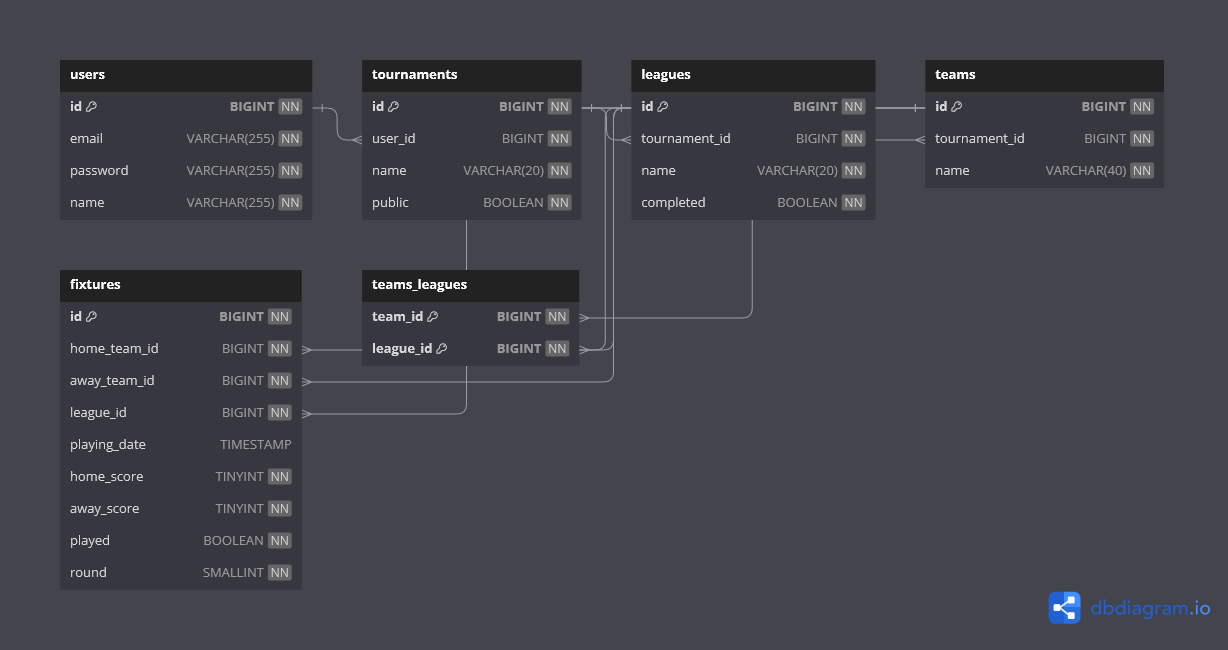 users
id BIGINT NN
email VARCHAR(255) NN
password VARCHAR(255) NN
name VARCHAR(255) NN
tournaments
id BIGINT NN
user_id BIGINT NN
name VARCHAR(20) NN
public BOOLEAN NN
leagues
id BIGINT NN
tournament_id BIGINT NN
name VARCHAR(20) NN
completed BOOLEAN NN
teams
id BIGINT NN
tournament_id BIGINT NN
name VARCHAR(40) NN
fixtures
id BIGINT NN
home_team_id BIGINT NN
away_team_id BIGINT NN
league_id BIGINT NN
playing_date TIMESTAMP
home_score TINYINT NN
away_score TINYINT NN
played BOOLEAN NN
round SMALLINT NN
teams_leagues
team_id BIGINT NN
league_id BIGINT NN
dbdiagram.io